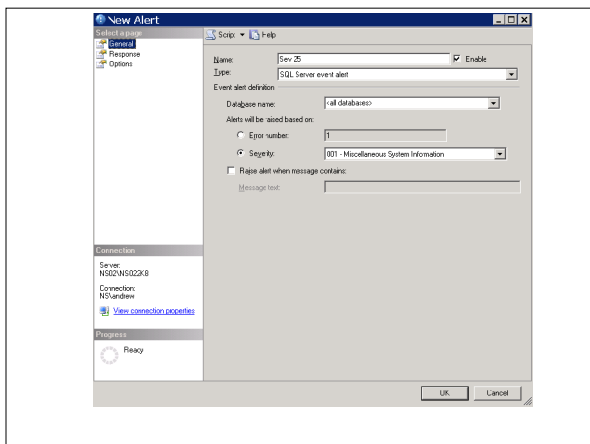 New Alert
Select a page
General
Response
Options
Script
Help
Name:
Sev 25
Enable
Type:
SQL Server event alert
Event alert definition
Database name:
<all databases>
Alerts will be raised based on:
Error number:
1
Severity:
001 - Miscellaneous System Information
Raise alert when message contains:
Message text:
Connection
Server:
NS02\NS022K8
Connection:
NS\andrew
View connection properties
Progress
Ready
OK
Cancel